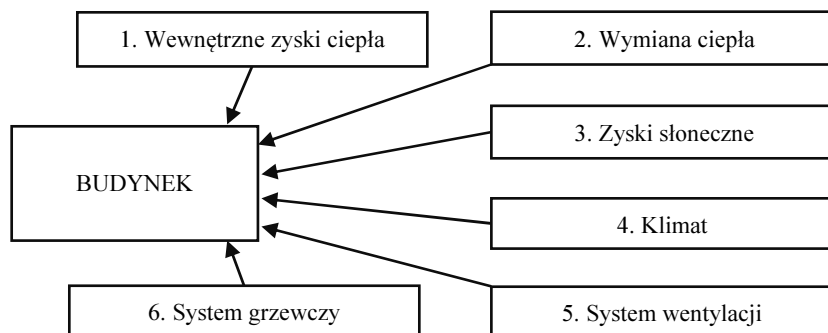 1. Wewnętrzne zyski ciepła
2. Wymiana ciepła
3. Zyski słoneczne
BUDYNEK
4. Klimat
6. System grzewczy
5. System wentylacji